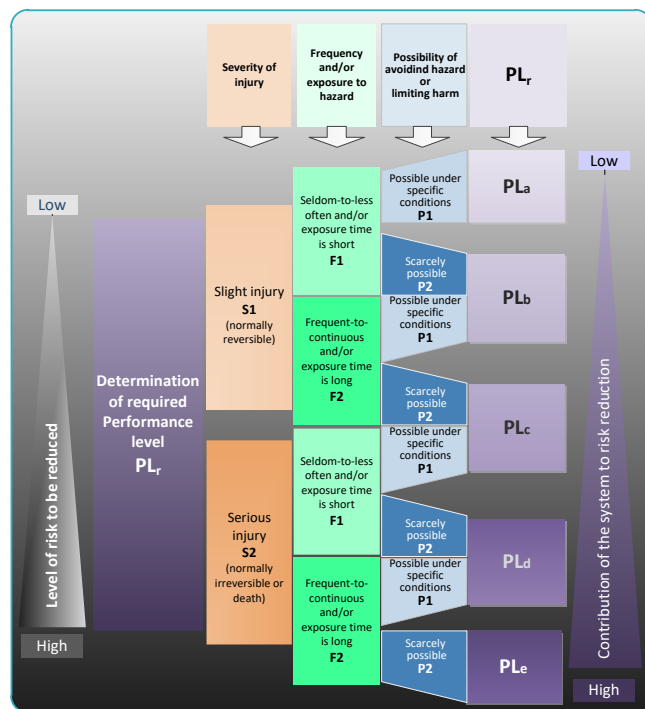 Severity of
injury
Frequency
and/or
exposure to
hazard
Possibility of
avoidind hazard
or
limiting harm
PLr
Low
High
Level of risk to be reduced
Determination
of required
Performance
level
PLr
Slight injury
S1
(normally
reversible)
Serious
injury
S2
(normally
irreversible or
death)
Seldom-to-less
often and/or
exposure time
is short
F1
Frequent-to-
continuous
and/or
exposure time
is long
F2
Seldom-to-less
often and/or
exposure time
is short
F1
Frequent-to-
continuous
and/or
exposure time
is long
F2
Possible under
specific
conditions
P1
Scarcely
possible
P2
Possible under
specific
conditions
P1
Scarcely
possible
P2
Possible under
specific
conditions
P1
Scarcely
possible
P2
Possible under
specific
conditions
P1
Scarcely
possible
P2
PLa
PLb
PLc
PLd
PLe
Low
Contribution of the system to risk reduction
High